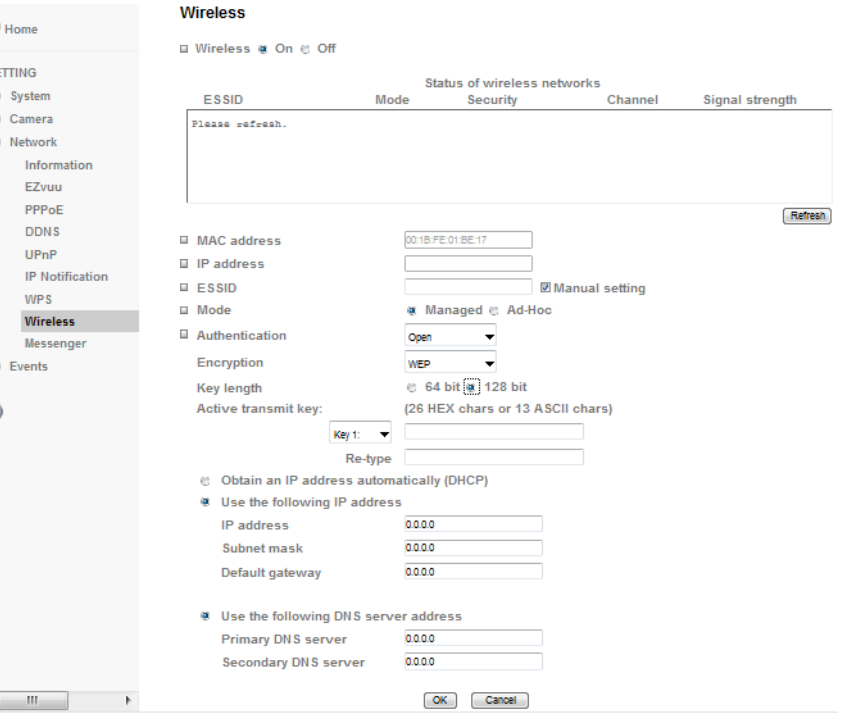 Wireless
Home
Wireless On Off
ETTING
System
Camera
Network
Information
EZvuu
PPPoE
DDNS
UPnP
IP Notification
WPS
Wireless
Messenger
Events
Status of wireless networks
ESSID Mode Security Channel Signal strength
Please refresh.
Refresh
MAC address 00:1B:FE:01:BE:17
IP address
ESSID Manual setting
Mode Managed Ad-Hoc
Authentication Open
Encryption WEP
Key length 64 bit 128 bit
Active transmit key: (26 HEX chars or 13 ASCII chars)
Key 1:
Re-type
Obtain an IP address automatically (DHCP)
Use the following IP address
IP address 0.0.0.0
Subnet mask 0.0.0.0
Default gateway 0.0.0.0
Use the following DNS server address
Primary DNS server 0.0.0.0
Secondary DNS server 0.0.0.0
OK Cancel